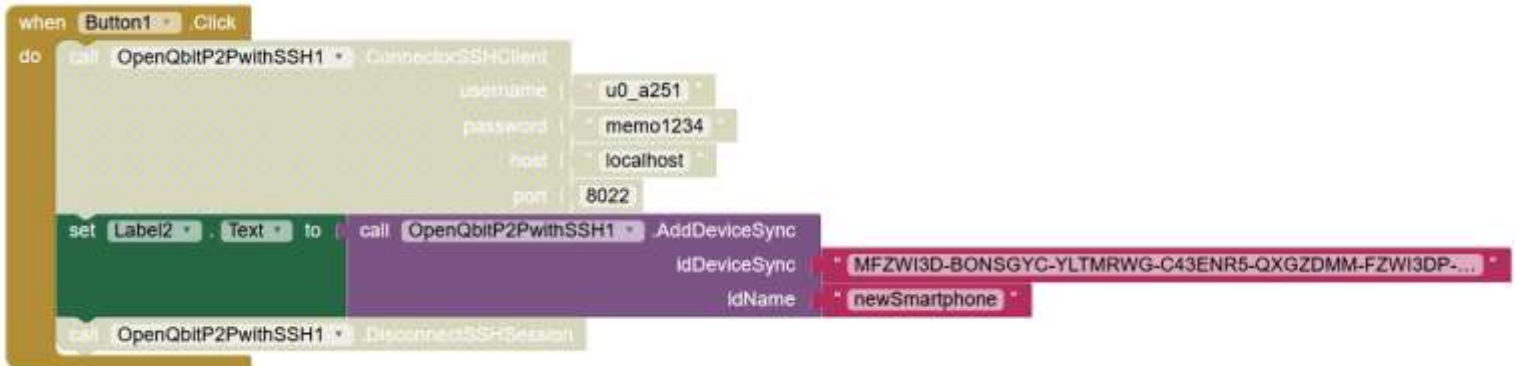 when Button1 .Click
do call OpenQbitP2PwithSSH1 .ConnectorSSHClient
username " u0_a251 "
password " memo1234 "
host " localhost "
port 8022
set Label2 . Text to call OpenQbitP2PwithSSH1 .AddDeviceSync
idDeviceSync " MFZWI3D-BONSGYC-YLTMRWG-C43ENR5-QXGZDMM-FZWI3DP-... "
IdName " newSmartphone "
call OpenQbitP2PwithSSH1 .DisconnectSSHSession